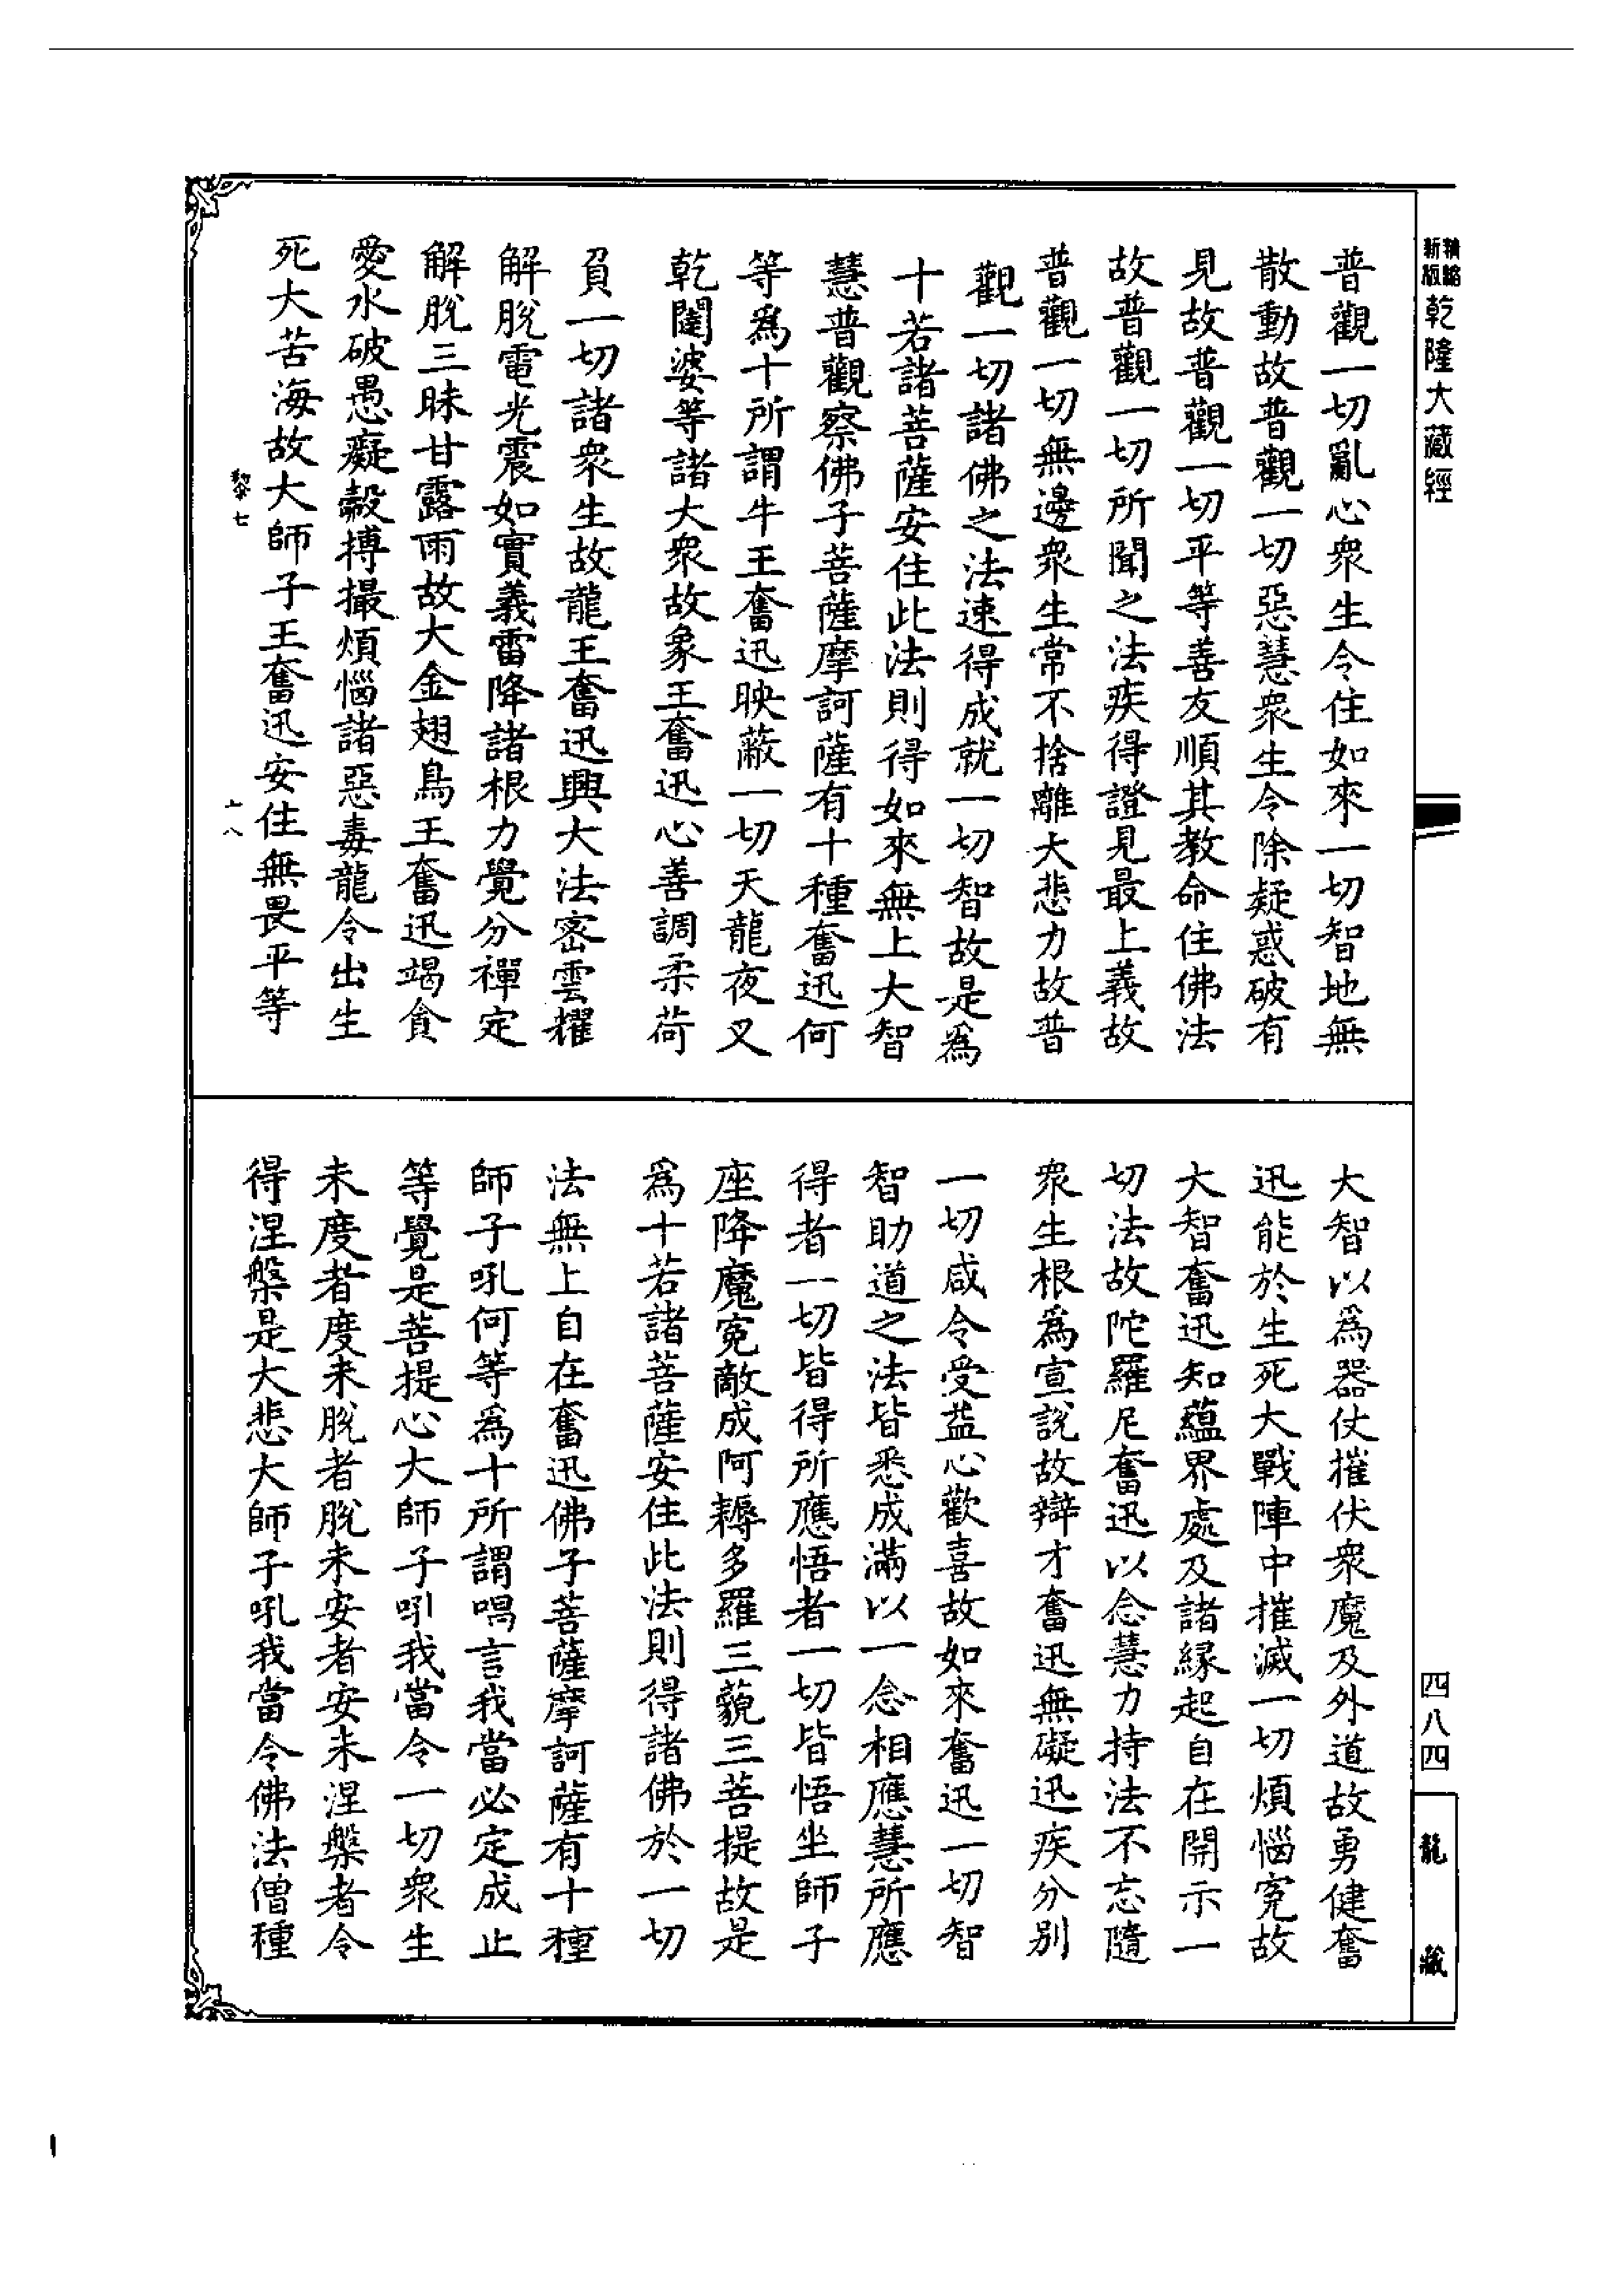 精縮新版乾隆大藏經
普觀一切亂心衆生令住如來一切智地無
散動故普觀一切惡慧衆生令除疑惑破有
見故普觀一切平等善友順其教命住佛法
故普觀一切所聞之法疾得證見最上義故
普觀一切無邊衆生常不捨離大悲力故普
觀一切諸佛之法速得成就一切智故是爲
十若諸菩薩安住此法則得如來無上大智
慧普觀察佛子菩薩摩訶薩有十種奮迅何
等爲十所謂牛王奮迅映蔽一切天龍夜叉
乾闥婆等諸大衆故象王奮迅心善調柔荷
負一切諸衆生故龍王奮迅興大法密雲耀
解脫電光震如實義雷降諸根力覺分禪定
解脫三昧甘露雨故大金翅鳥王奮迅竭貪
愛水破愚癡㲉搏撮煩惱諸惡毒龍令出生
死大苦海故大師子王奮迅安住無畏平等
黎七
十八
大智以爲器仗摧伏衆魔及外道故勇健奮
迅能於生死大戰陣中摧滅一切煩惱寃故
大智奮迅知蘊界處及諸緣起自在開示一
切法故陀羅尼奮迅以念慧力持法不忘隨
衆生根爲宣說故辯才奮迅無礙迅疾分別
一切咸令受益心歡喜故如來奮迅一切智
智助道之法皆悉成滿以一念相應慧所應
得者一切皆得所應悟者一切皆悟坐師子
座降魔寃敵成阿耨多羅三藐三菩提故是
爲十若諸菩薩安住此法則得諸佛於一切
法無上自在奮迅佛子菩薩摩訶薩有十種
師子吼何等爲十所謂唱言我當必定成正
等覺是菩提心大師子吼我當令一切衆生
未度者度未脫者脫未安者安未涅槃者令
得涅槃是大悲大師子吼我當令佛法僧種
四八四
龍藏